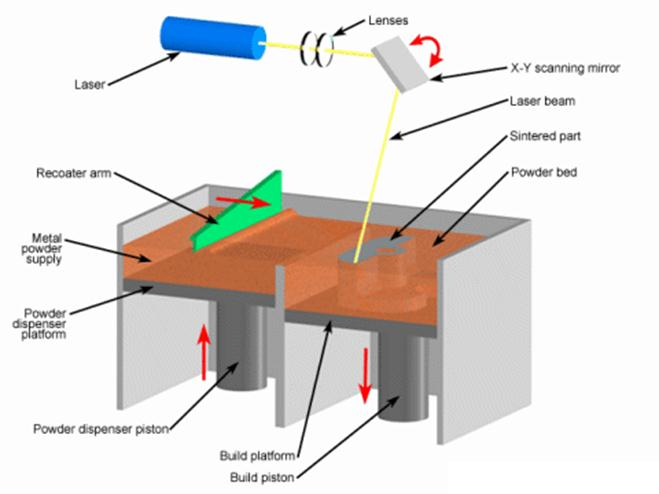 Lenses
Laser
X-Y scanning mirror
Laser beam
Sintered part
Recoater arm
Powder bed
Metal
powder
supply
Powder
dispenser
platform
Powder dispenser piston
Build platform
Build piston